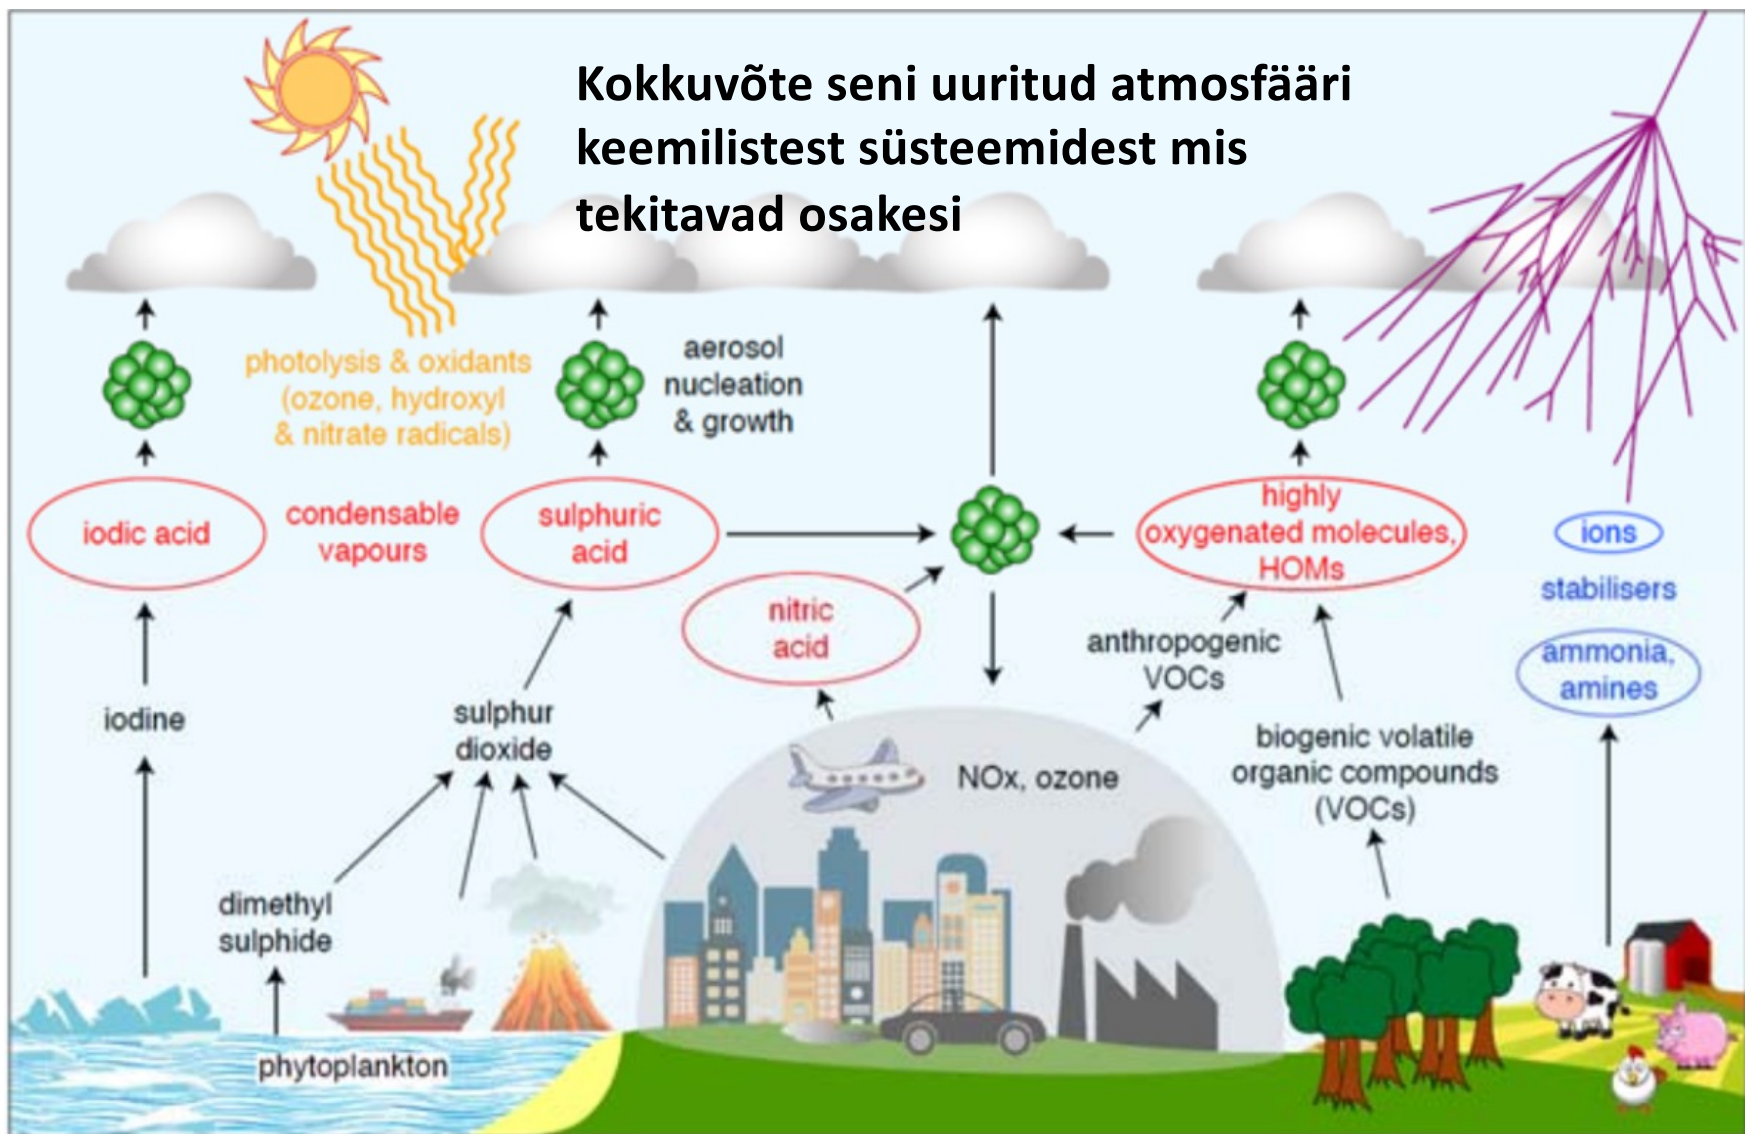 Kokkuvõte seni uuritud atmosfääri
keemilistest süsteemidest mis
tekitavad osakesi
photolysis & oxidants
(ozone, hydroxyl
& nitrate radicals)
aerosol
nucleation
& growth
iodic acid
condensable
vapours
sulphuric
acid
highly
oxygenated molecules,
HOMs
ions
stabilisers
ammonia,
amines
nitric
acid
anthropogenic
VOCs
iodine
sulphur
dioxide
biogenic volatile
organic compounds
(VOCs)
NOx, ozone
dimethyl
sulphide
phytoplankton